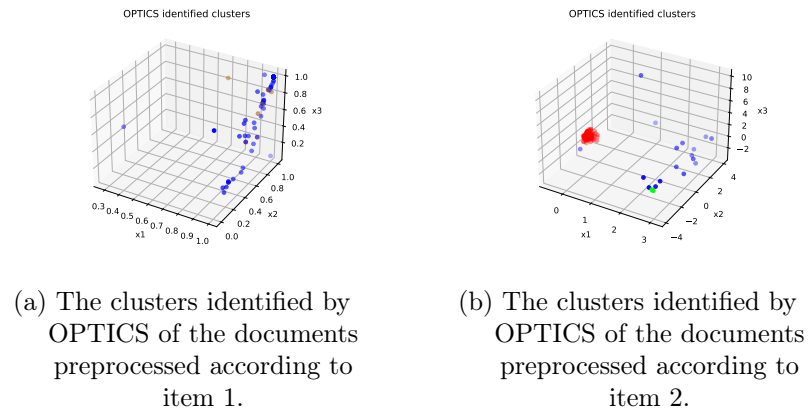 OPTICS identified clusters
1.0
0.8
0.6
0.4
0.2
x3
0.3 0.4 0.5 0.6 0.7 0.8 0.9 1.0
x1
0.0 0.2 0.4 0.6 0.8 1.0
x2
(a) The clusters identified by
OPTICS of the documents
preprocessed according to
item 1.
OPTICS identified clusters
10
8
6
4
2
0
−2
x3
0 1 2 3
x1
−4 −2 0 2 4
x2
(b) The clusters identified by
OPTICS of the documents
preprocessed according to
item 2.